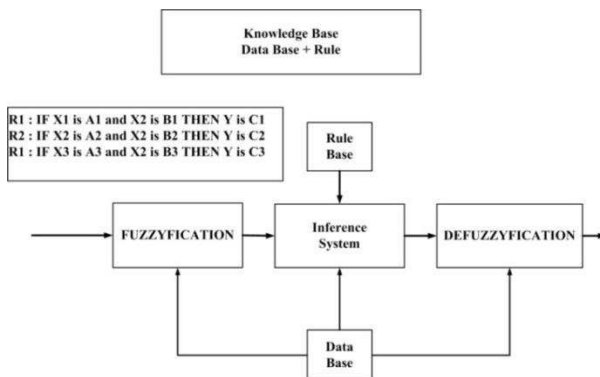 Knowledge Base
Data Base + Rule
R1 : IF X1 is A1 and X2 is B1 THEN Y is C1
R2 : IF X2 is A2 and X2 is B2 THEN Y is C2
R1 : IF X3 is A3 and X2 is B3 THEN Y is C3
Rule
Base
FUZZYFICATION
Inference
System
DEFUZZYFICATION
Data
Base